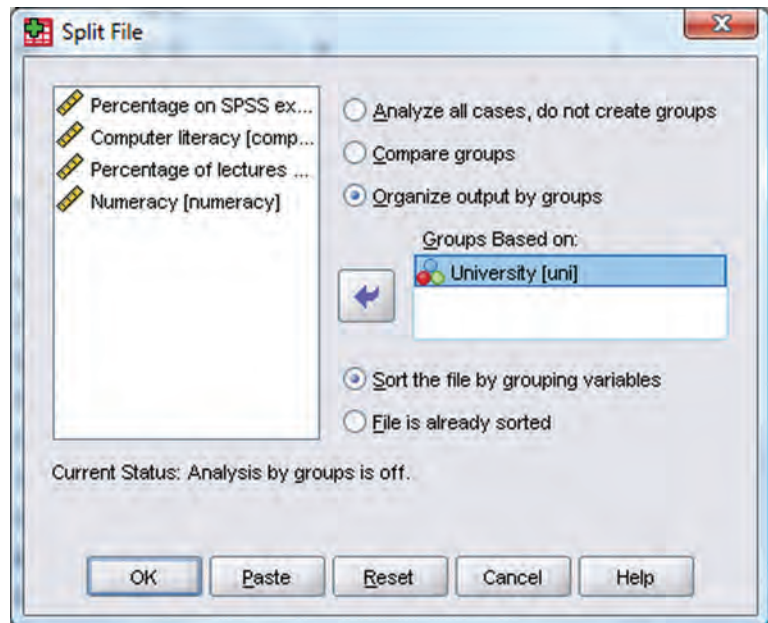 Split File
Percentage on SPSS ex...
Computer literacy [comp...
Percentage of lectures ...
Numeracy [numeracy]
Analyze all cases, do not create groups
Compare groups
Organize output by groups
Groups Based on:
University [uni]
Sort the file by grouping variables
File is already sorted
Current Status: Analysis by groups is off.
OK
Paste
Reset
Cancel
Help